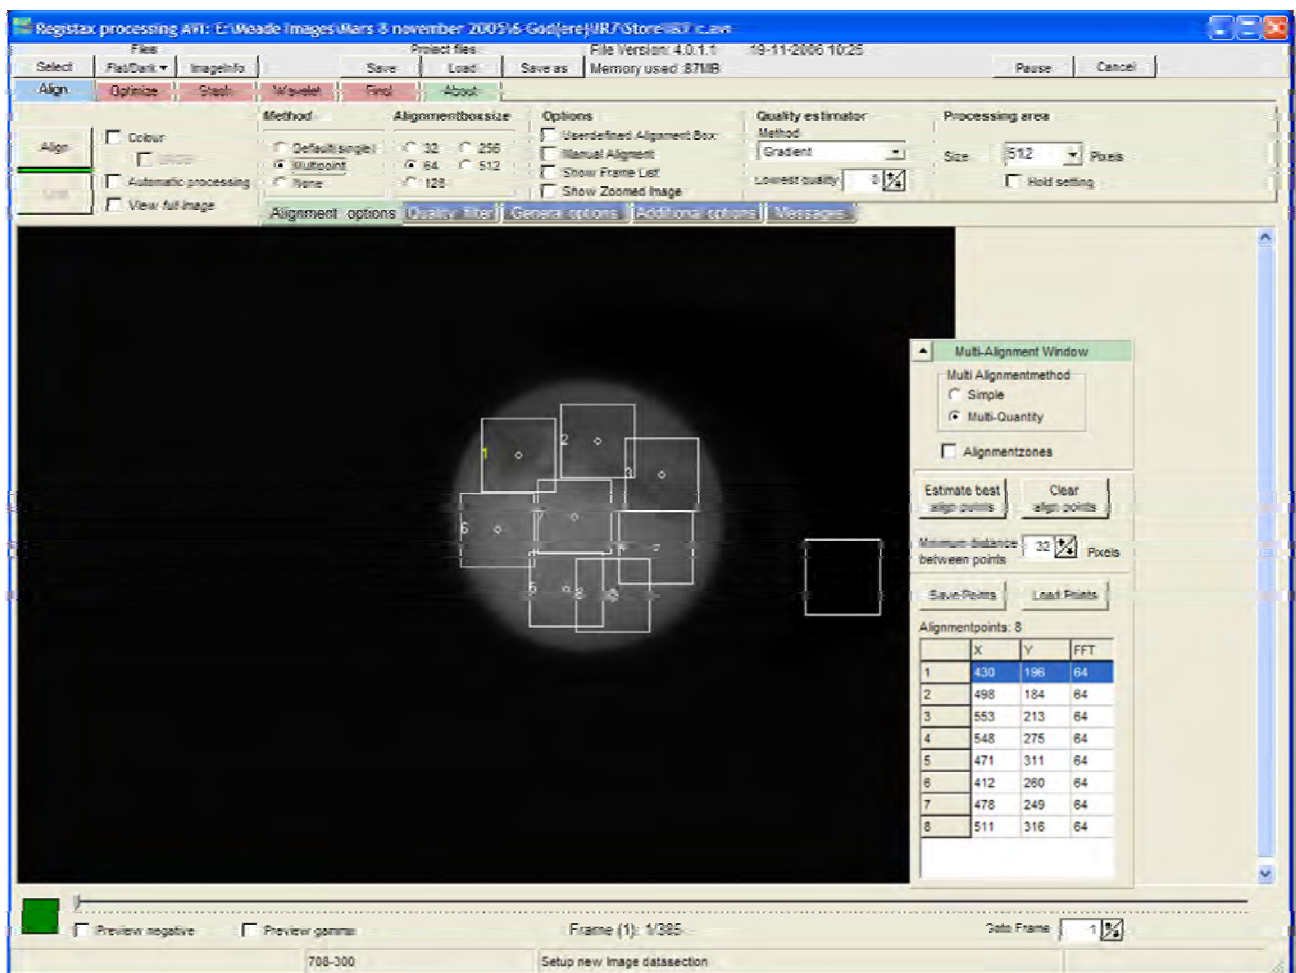 Registax processing AVI: E:\Meade Images\Mars 8 november 2005\6 God(ere)\IR7\Store\
Files Project files File Version: 4.0.1.1 19-11-2006 10:25
Select Flat/Dark ImageInfo Save Load Save as Memory used :87MB Pause Cancel
Align Optimize Stack Wavelet Final About
Method Alignmentboxsize Options Quality estimator Processing area
Align Colour Default(single) 32 256 Userdefined Alignment Box Method
Multipoint 64 512 Manual Aligment Gradient Size 512 Pixels
Automatic processing None 128 Show Frame List Lowest quality Hold setting
Limit View full image Show Zoomed Image
Alignment options Quality filter General options Additional options Messages
Multi-Alignment Window
Multi Alignmentmethod
Simple
Multi-Quantity
Alignmentzones
Estimate best align points Clear align points
Minimum distance between points 32 Pixels
Save Points Load Points
Alignmentpoints: 8
X Y FFT
1 430 196 64
2 498 184 64
3 553 213 64
4 548 275 64
5 471 311 64
6 412 260 64
7 478 249 64
8 511 316 64
1
2
3
6
7
5
8
Preview negative Preview gamma Frame (1): 1/385 Goto Frame 1
708-300 Setup new image datasection